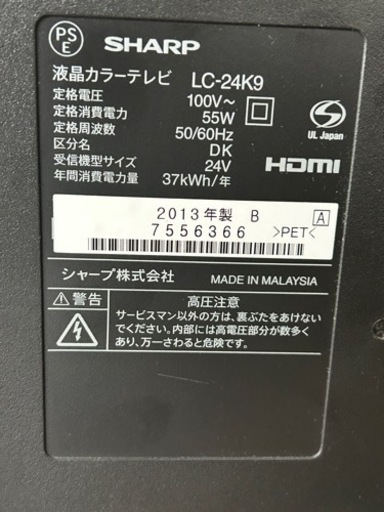 PS
E
SHARP
液晶カラーテレビ LC-24K9
定格電圧 100V～
定格消費電力 55W
定格周波数 50/60Hz
区分名 DK
受信機型サイズ 24V
年間消費電力量 37kWh/年
UL Japan
HDMI
2013年製 B
A
7556366
>PET<
シャープ株式会社 MADE IN MALAYSIA
警告
高圧注意
サービスマン以外の方は、裏ぶたをあけないで
ください。内部には高電圧部分が数多く
あり、万一さわると危険です。